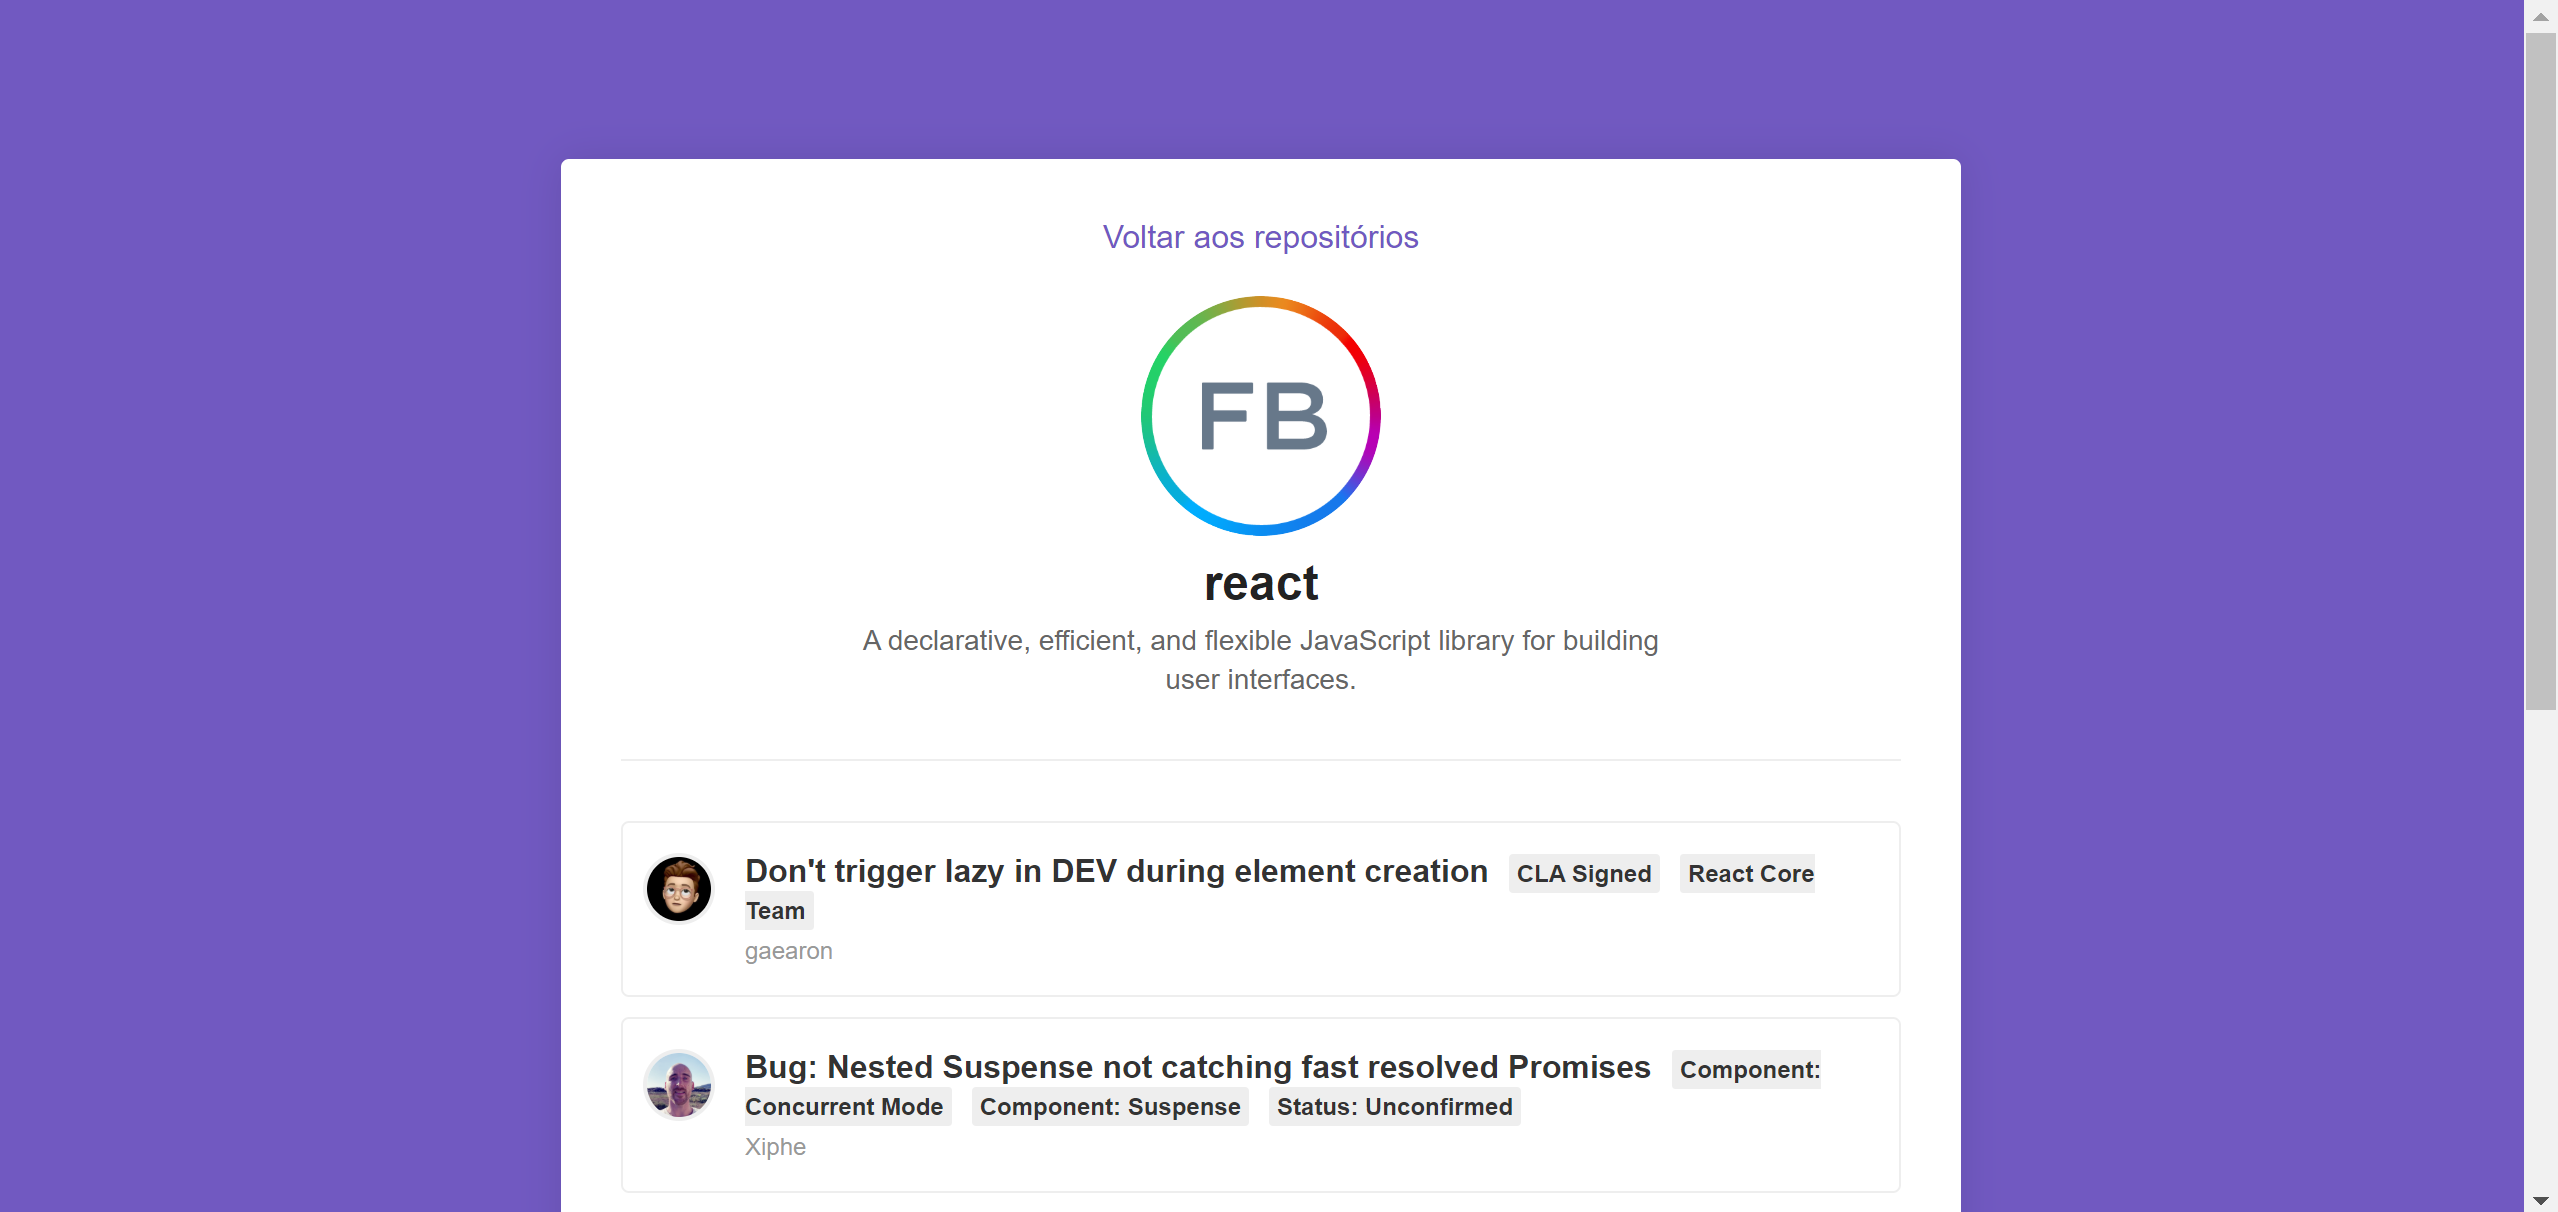 Voltar aos repositórios
FB
react
A declarative, efficient, and flexible JavaScript library for building
user interfaces.
Don't trigger lazy in DEV during element creation CLA Signed React Core
Team
gaearon
Bug: Nested Suspense not catching fast resolved Promises Component:
Concurrent Mode Component: Suspense Status: Unconfirmed
Xiphe